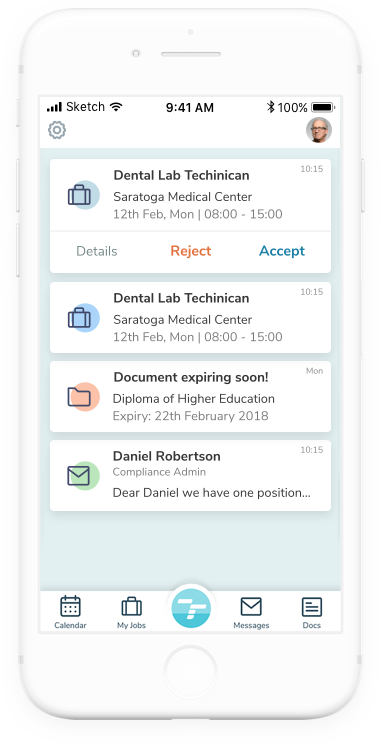 Sketch 9:41 AM 100%
10:15
Dental Lab Techinican
Saratoga Medical Center
12th Feb, Mon | 08:00 - 15:00
Details Reject Accept
10:15
Dental Lab Techinican
Saratoga Medical Center
12th Feb, Mon | 08:00 - 15:00
Mon
Document expiring soon!
Diploma of Higher Education
Expiry: 22th February 2018
10:15
Daniel Robertson
Compliance Admin
Dear Daniel we have one position...
Calendar My Jobs Messages Docs